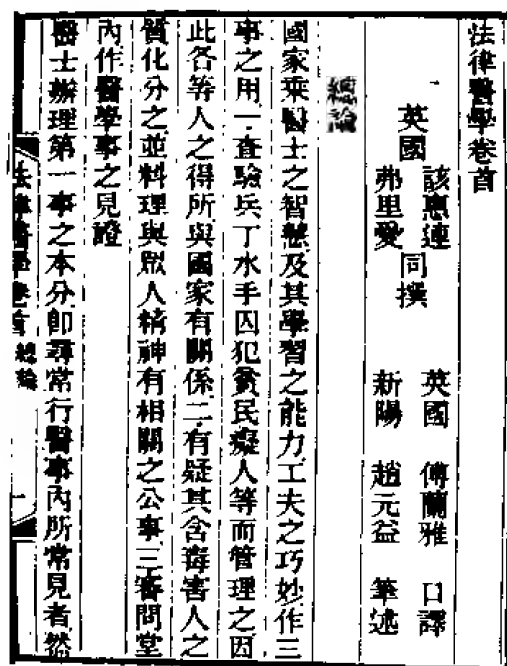 法律醫學卷首
英國 該惠連 弗里愛 同撰 英國 傅蘭雅 口譯
新陽 趙元益 筆述
總論
國家乘醫士之智慧及其學習之能力工夫之巧妙作三
事之用一查驗兵丁水手囚犯貧民癡人等而管理之因
此各等人之得所與國家有關係二有疑其含毒害人之
質化分之並料理與眾人精神有相關之公事三審問堂
內作醫學事之見證
醫士辦理第一事之本分卽尋常行醫事內所常見者然
法律醫學卷首 總論 一